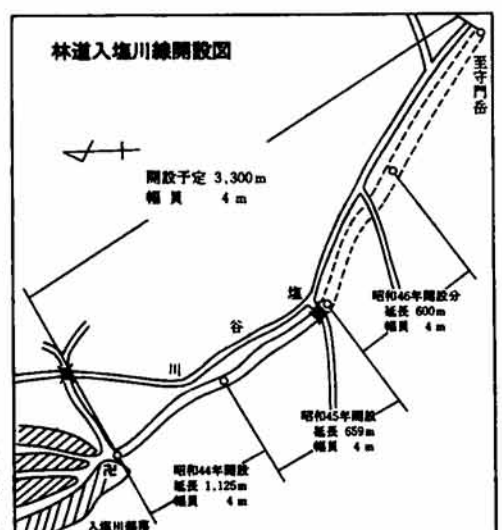 林道入塩川線開設図
至守門岳
開設予定 3,300m
幅員 4m
塩
谷
川
昭和46年開設分
延長 600m
幅員 4m
昭和45年開設
延長 659m
幅員 4m
昭和44年開設
延長 1,125m
幅員 4m
卍
入塩川部落